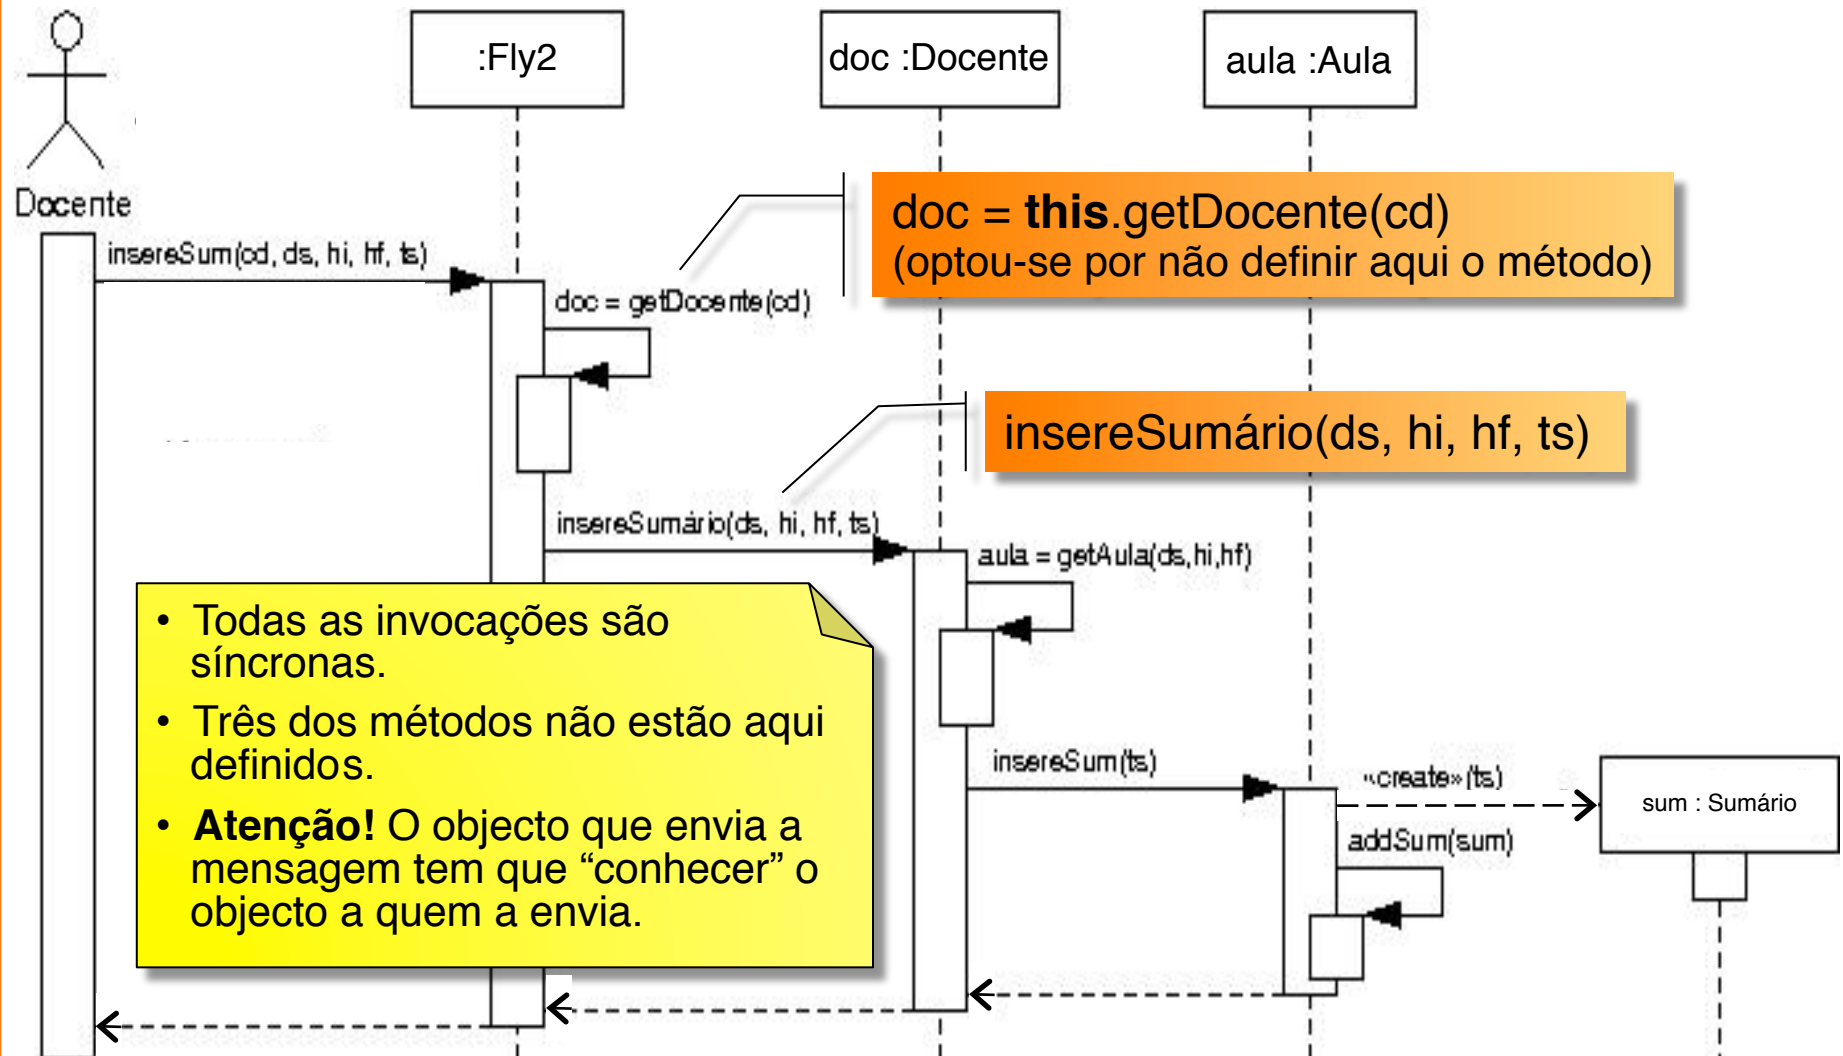 :Fly2
doc :Docente
aula :Aula
Docente
doc = this.getDocente(cd)
(optou-se por não definir aqui o método)
insereSum(cd, ds, hi, hf, ts)
doc = getDocente(cd)
insereSumário(ds, hi, hf, ts)
insereSumário(ds, hi, hf, ts)
aula = getAula(ds,hi,hf)
• Todas as invocações são
síncronas.
• Três dos métodos não estão aqui
definidos.
• Atenção! O objecto que envia a
mensagem tem que “conhecer” o
objecto a quem a envia.
insereSum(ts)
«create»(ts)
sum : Sumário
addSum(sum)